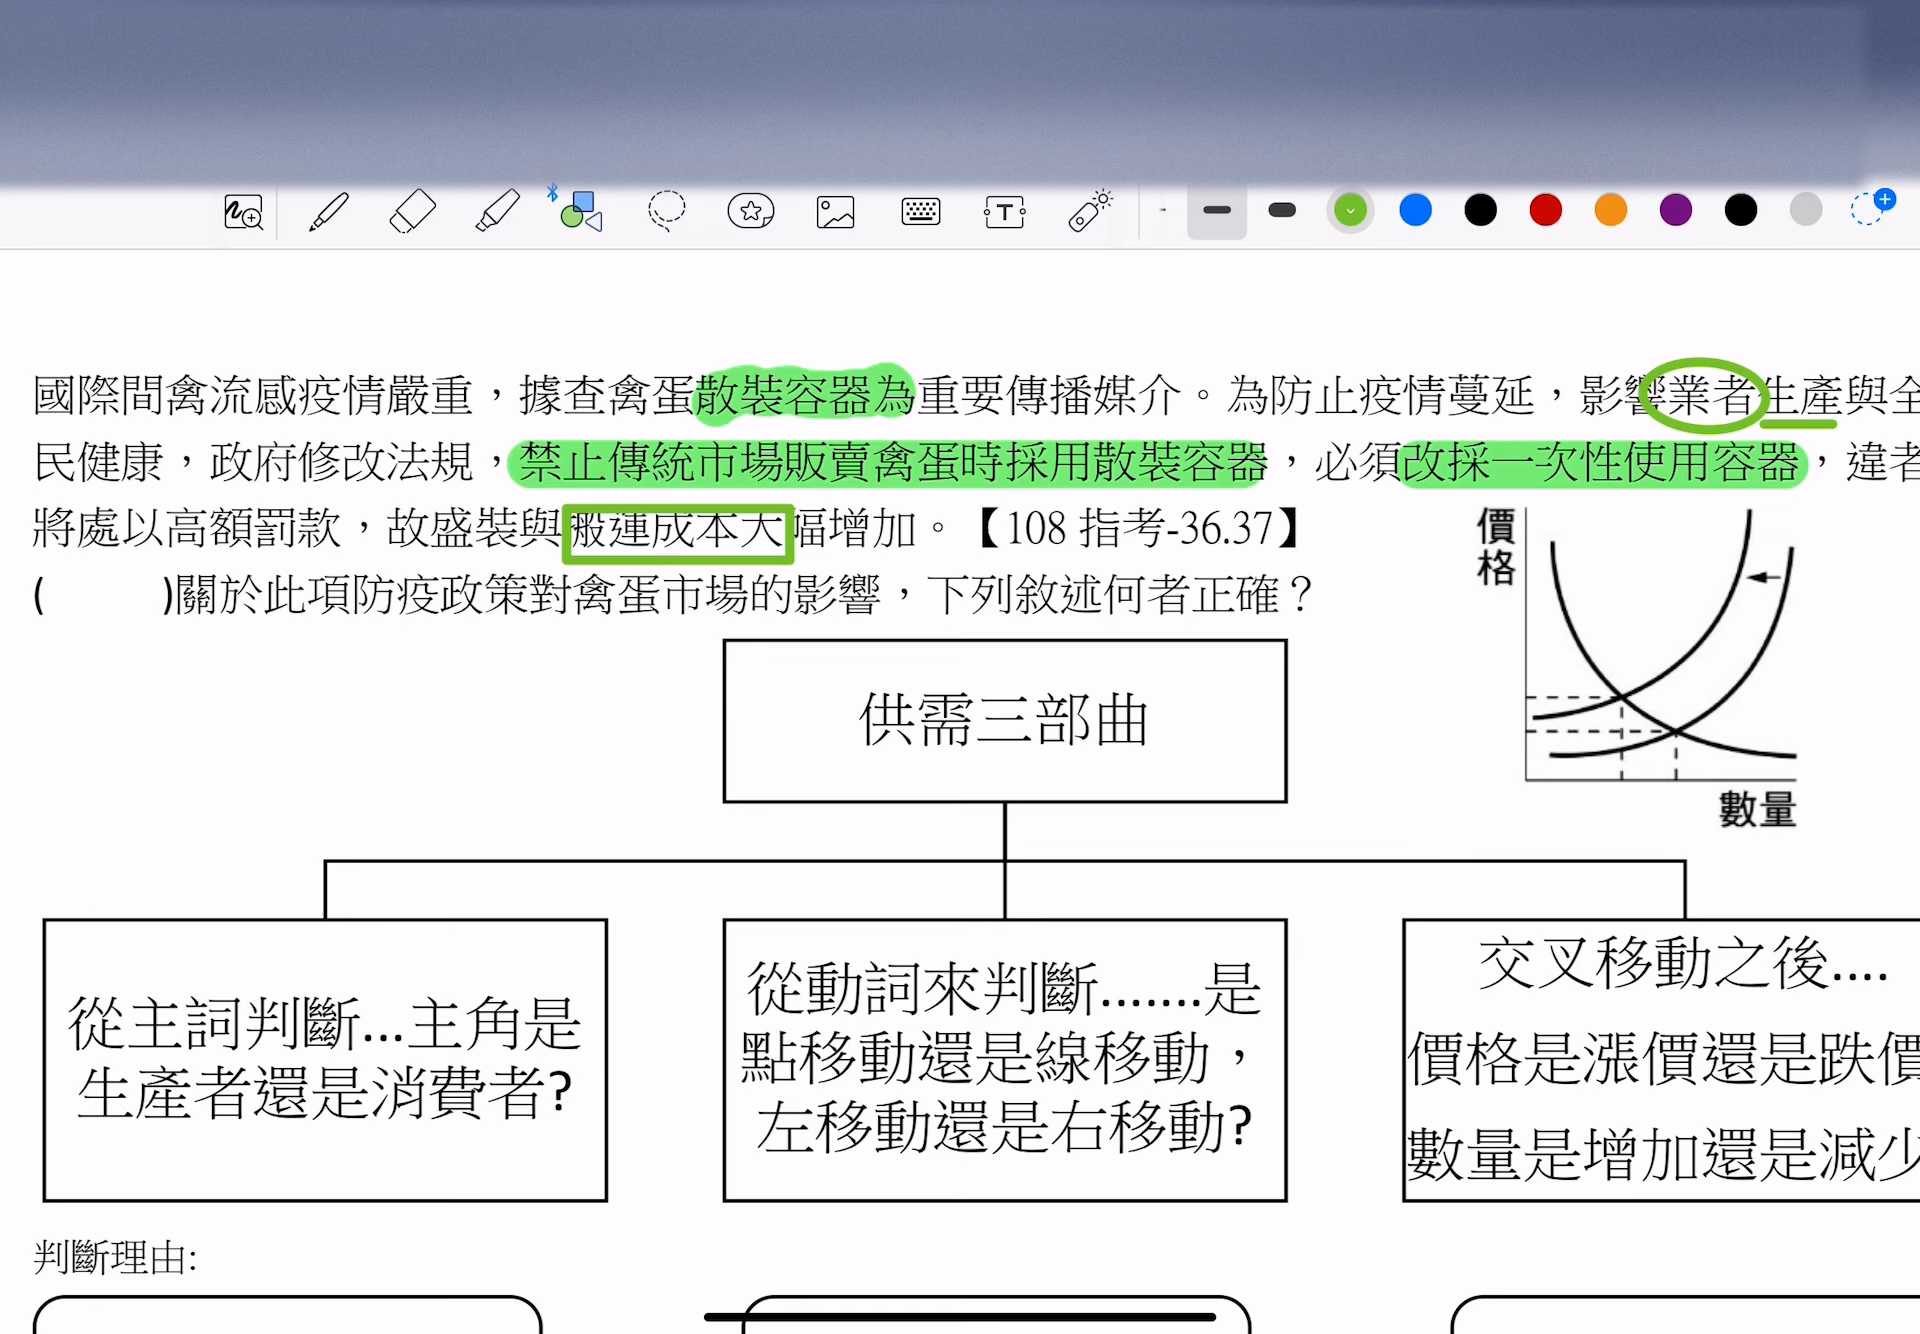 國際間禽流感疫情嚴重，據查禽蛋散裝容器為重要傳播媒介。為防止疫情蔓延，影響業者生產與全
民健康，政府修改法規，禁止傳統市場販賣禽蛋時採用散裝容器，必須改採一次性使用容器，違者
將處以高額罰款，故盛裝與搬運成本大幅增加。【108 指考-36.37】
(　　)關於此項防疫政策對禽蛋市場的影響，下列敘述何者正確？
價格
數量
供需三部曲
從主詞判斷...主角是
生產者還是消費者?
從動詞來判斷.......是
點移動還是線移動，
左移動還是右移動?
交叉移動之後....
價格是漲價還是跌價
數量是增加還是減少
判斷理由: